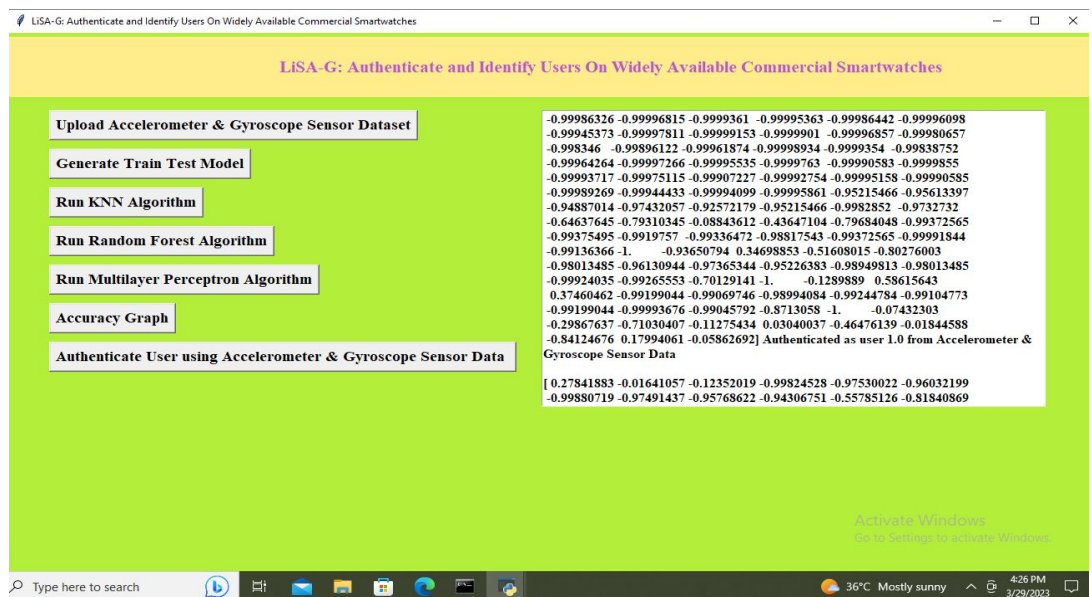 LiSA-G: Authenticate and Identify Users On Widely Available Commercial Smartwatches
LiSA-G: Authenticate and Identify Users On Widely Available Commercial Smartwatches
Upload Accelerometer & Gyroscope Sensor Dataset
Generate Train Test Model
Run KNN Algorithm
Run Random Forest Algorithm
Run Multilayer Perceptron Algorithm
Accuracy Graph
Authenticate User using Accelerometer & Gyroscope Sensor Data
-0.99986326 -0.99996815 -0.9999361 -0.99995363 -0.99986442 -0.99996098
-0.99945373 -0.99997811 -0.99999153 -0.9999901 -0.99996857 -0.99980657
-0.998346 -0.99896122 -0.99961874 -0.99998934 -0.9999354 -0.99838752
-0.99964264 -0.99997266 -0.99995535 -0.9999763 -0.99990583 -0.9999855
-0.99993717 -0.99975115 -0.99907227 -0.99992754 -0.99995158 -0.99990585
-0.99989269 -0.99944433 -0.99994099 -0.99995861 -0.95215466 -0.95613397
-0.94887014 -0.97432057 -0.92572179 -0.95215466 -0.9982852 -0.9732732
-0.64637645 -0.79310345 -0.08843612 -0.43647104 -0.79684048 -0.99372565
-0.99375495 -0.9919757 -0.99336472 -0.98817543 -0.99372565 -0.99991844
-0.99136366 -1. -0.93650794 0.34698853 -0.51608015 -0.80276003
-0.98013485 -0.96130944 -0.97365344 -0.95226383 -0.98949813 -0.98013485
-0.99924035 -0.99265553 -0.70129141 -1. -0.1289889 0.58615643
0.37460462 -0.99199044 -0.99069746 -0.98994084 -0.99244784 -0.99104773
-0.99199044 -0.99993676 -0.99045792 -0.8713058 -1. -0.07432303
-0.29867637 -0.71030407 -0.11275434 0.03040037 -0.46476139 -0.01844588
-0.84124676 0.17994061 -0.05862692] Authenticated as user 1.0 from Accelerometer &
Gyroscope Sensor Data
[ 0.27841883 -0.01641057 -0.12352019 -0.99824528 -0.97530022 -0.96032199
-0.99880719 -0.97491437 -0.95768622 -0.94306751 -0.55785126 -0.81840869
Activate Windows
Go to Settings to activate Windows.
Type here to search
36°C Mostly sunny
4:26 PM
3/29/2023